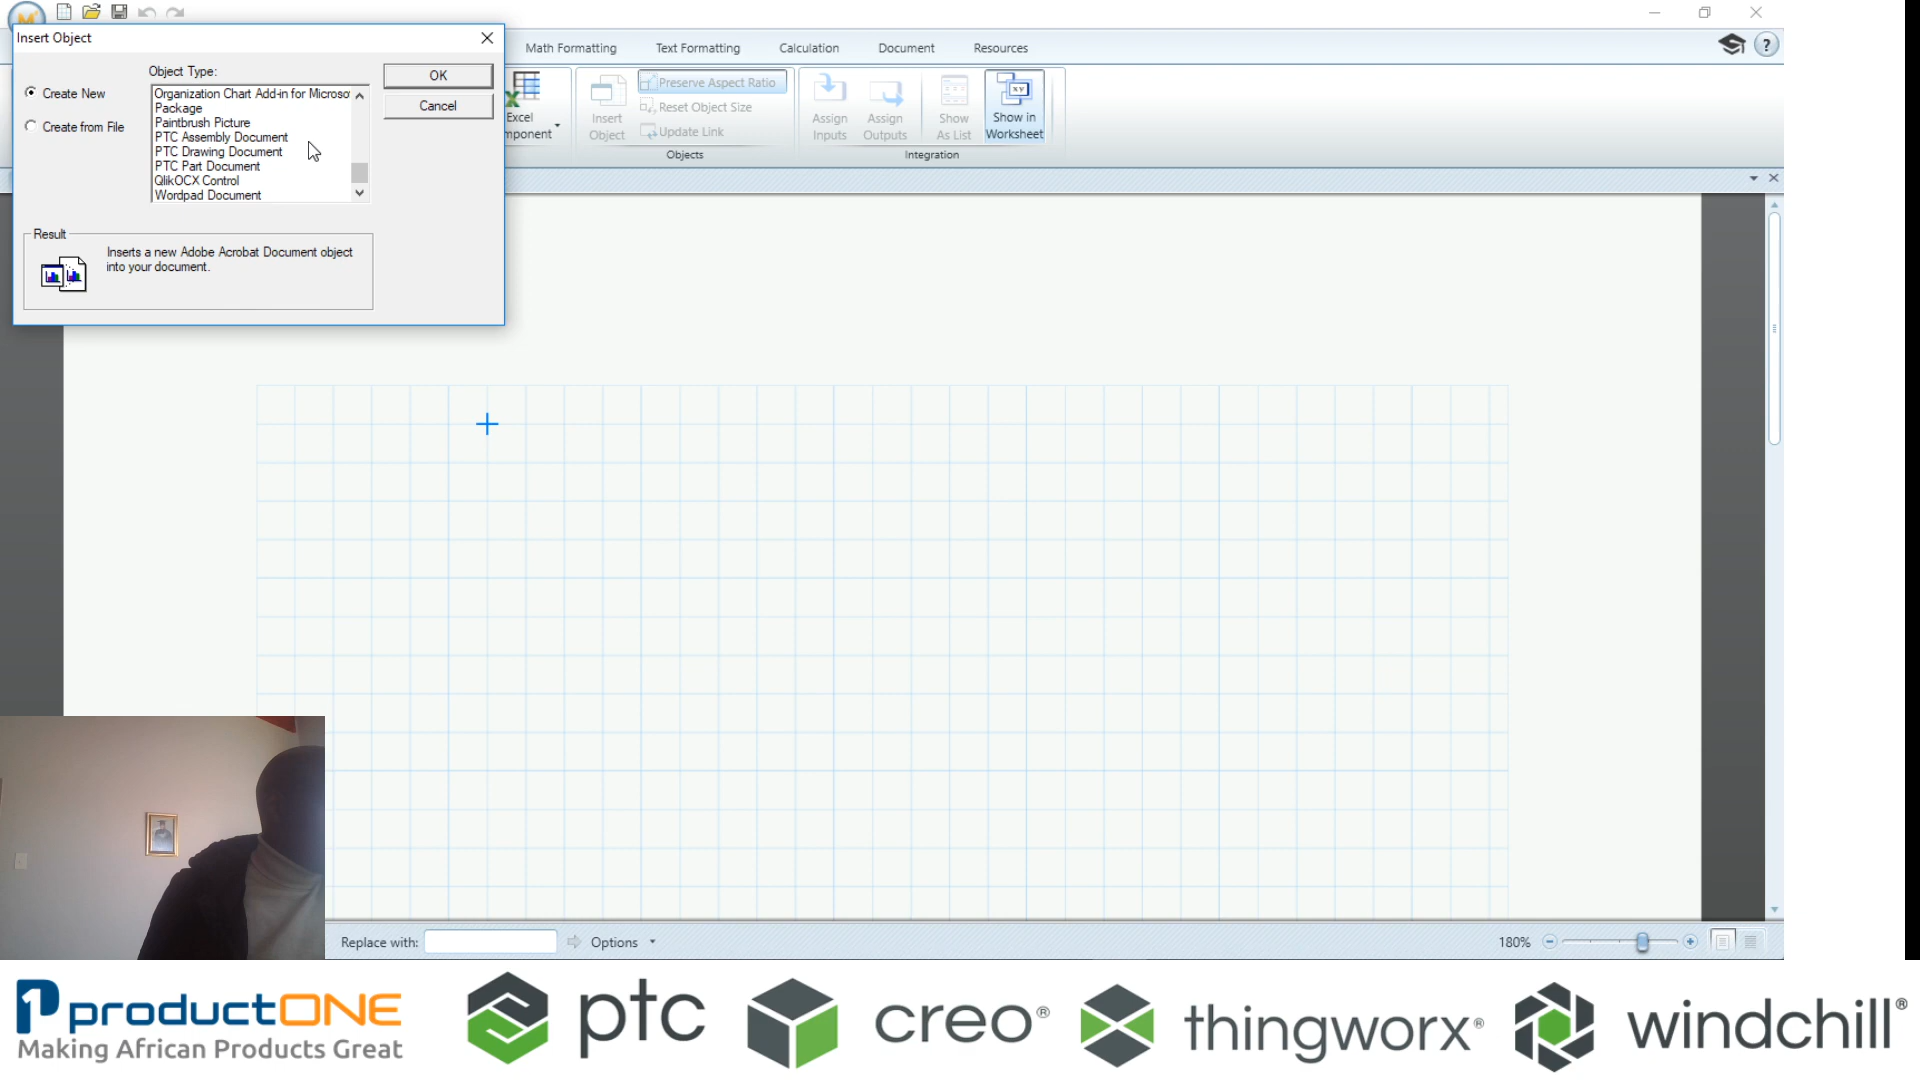 Insert Object
Math Formatting
Text Formatting
Calculation
Document
Resources
Object Type:
Create New
Create from File
Organization Chart Add-in for Microso
Package
Paintbrush Picture
PTC Assembly Document
PTC Drawing Document
PTC Part Document
QlikOCX Control
Wordpad Document
OK
Cancel
Result
Inserts a new Adobe Acrobat Document object
into your document.
Excel
mponent
Insert
Object
Preserve Aspect Ratio
Reset Object Size
Update Link
Objects
Assign
Inputs
Assign
Outputs
Show
As List
Show in
Worksheet
Integration
Replace with:
Options
180%
productONE
Making African Products Great
ptc
creo®
thingworx®
windchill®